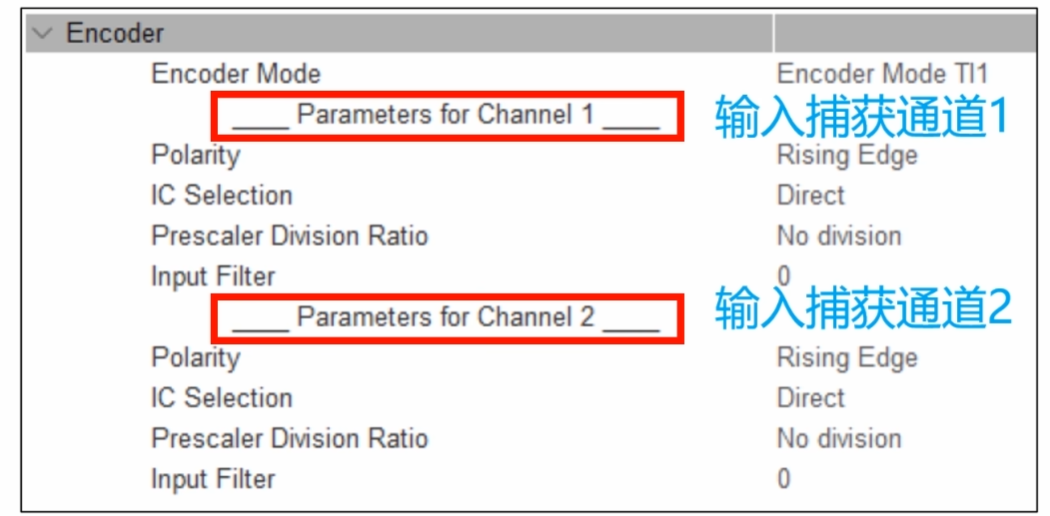 Encoder
Encoder Mode Encoder Mode TI1
____ Parameters for Channel 1 ____ 输入捕获通道1
Polarity Rising Edge
IC Selection Direct
Prescaler Division Ratio No division
Input Filter 0
____ Parameters for Channel 2 ____ 输入捕获通道2
Polarity Rising Edge
IC Selection Direct
Prescaler Division Ratio No division
Input Filter 0